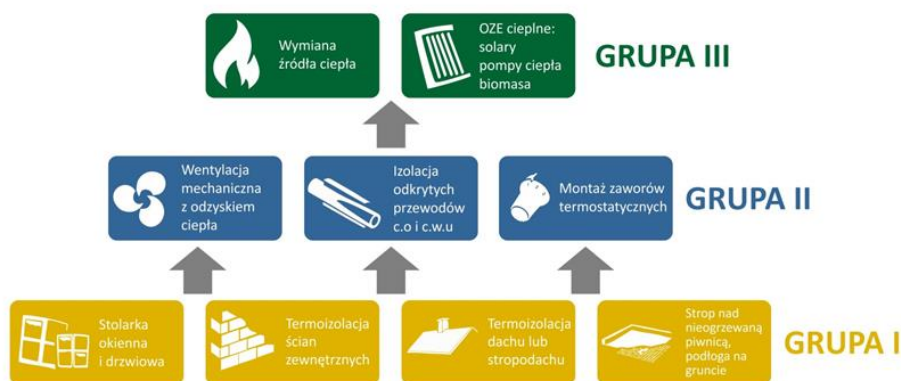 Wymiana
źródła ciepła
OZE cieplne:
solary
pompy ciepła
biomasa
GRUPA III
Wentylacja
mechaniczna
z odzyskiem
ciepła
Izolacja
odkrytych
przewodów
c.o i c.w.u
Montaż zaworów
termostatycznych
GRUPA II
Stolarka
okienna
i drzwiowa
Termoizolacja
ścian
zewnętrznych
Termoizolacja
dachu lub
stropodachu
Strop nad
nieogrzewaną
piwnicą,
podłoga na
gruncie
GRUPA I